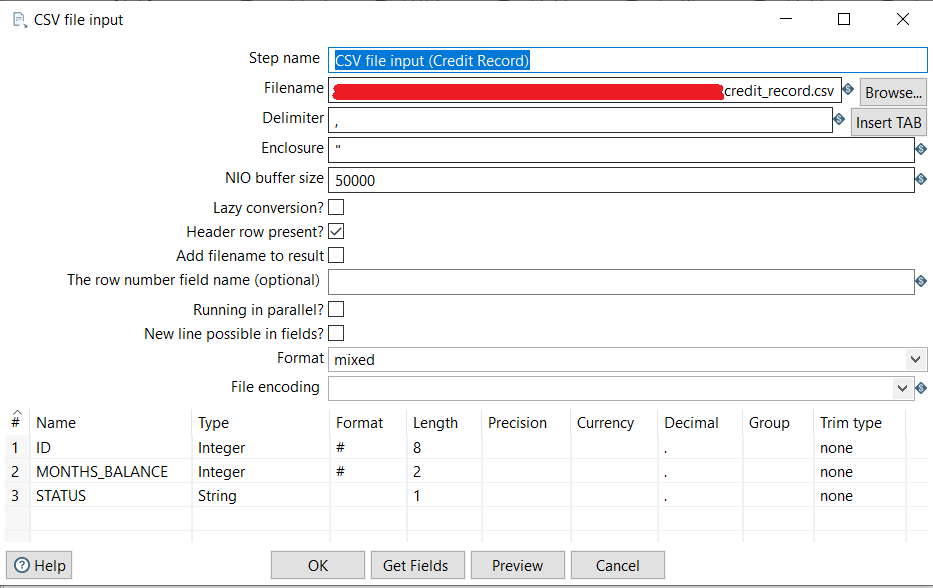 CSV file input
Step name CSV file input (Credit Record)
Filename credit_record.csv Browse...
Delimiter , Insert TAB
Enclosure "
NIO buffer size 50000
Lazy conversion?
Header row present?
Add filename to result
The row number field name (optional)
Running in parallel?
New line possible in fields?
Format mixed
File encoding
# Name Type Format Length Precision Currency Decimal Group Trim type
1 ID Integer # 8 . none
2 MONTHS_BALANCE Integer # 2 . none
3 STATUS String 1 . none
Help OK Get Fields Preview Cancel